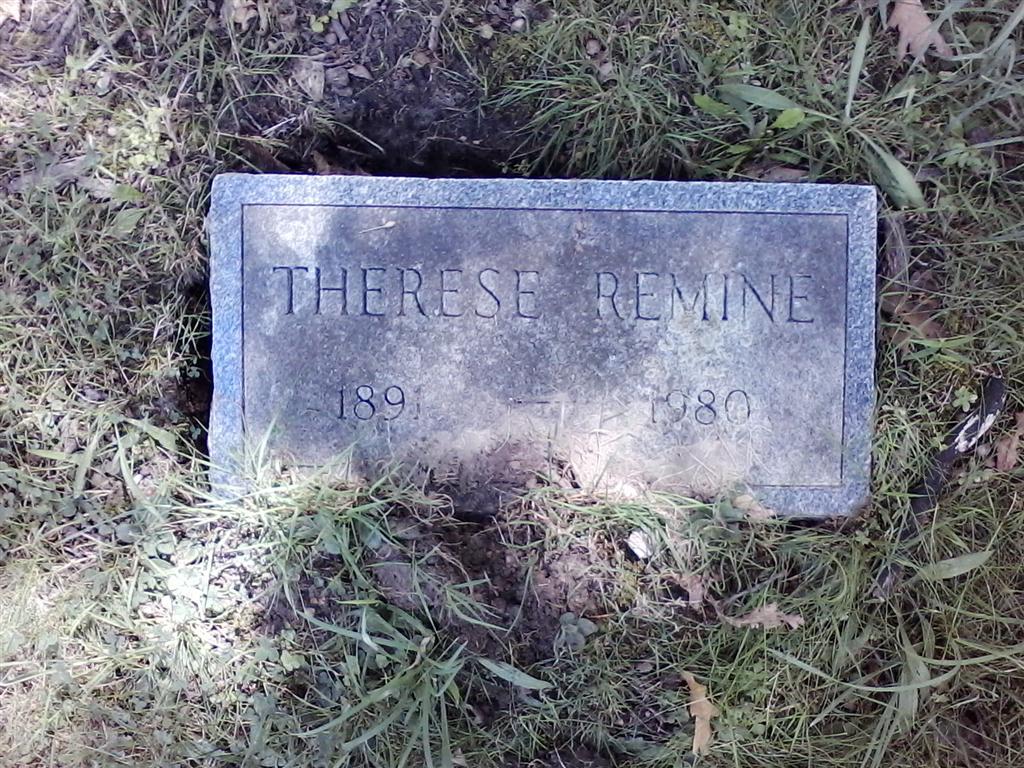 THERESE REMINE
1891 — 1980